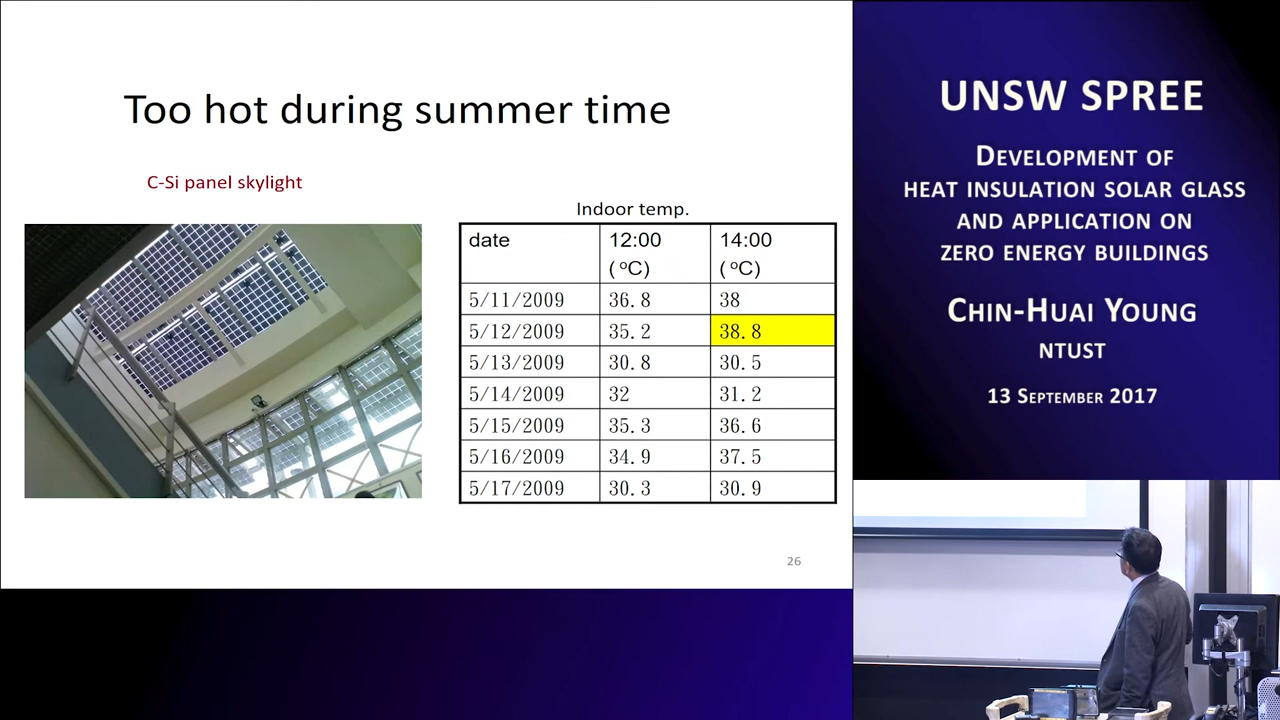 Too hot during summer time
C-Si panel skylight
Indoor temp.
date 12:00 14:00
(°C) (°C)
5/11/2009 36.8 38
5/12/2009 35.2 38.8
5/13/2009 30.8 30.5
5/14/2009 32 31.2
5/15/2009 35.3 36.6
5/16/2009 34.9 37.5
5/17/2009 30.3 30.9
26
UNSW SPREE
DEVELOPMENT OF
HEAT INSULATION SOLAR GLASS
AND APPLICATION ON
ZERO ENERGY BUILDINGS
CHIN-HUAI YOUNG
NTUST
13 SEPTEMBER 2017